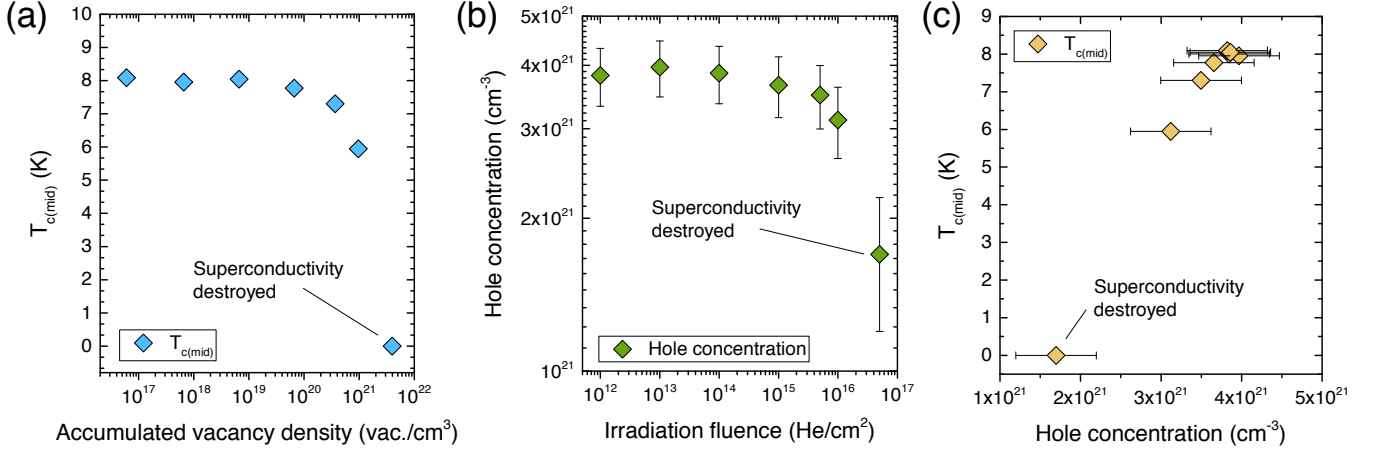 (a)
10
9
8
7
6
5
4
3
2
1
0
T_c(mid) (K)
Superconductivity
destroyed
T_c(mid)
10^17 10^18 10^19 10^20 10^21 10^22
Accumulated vacancy density (vac./cm^3)
(b)
5x10^21
4x10^21
3x10^21
2x10^21
10^21
Hole concentration (cm^-3)
Superconductivity
destroyed
Hole concentration
10^12 10^13 10^14 10^15 10^16 10^17
Irradiation fluence (He/cm^2)
(c)
9
8
7
6
5
4
3
2
1
0
T_c(mid) (K)
T_c(mid)
Superconductivity
destroyed
1x10^21 2x10^21 3x10^21 4x10^21 5x10^21
Hole concentration (cm^-3)